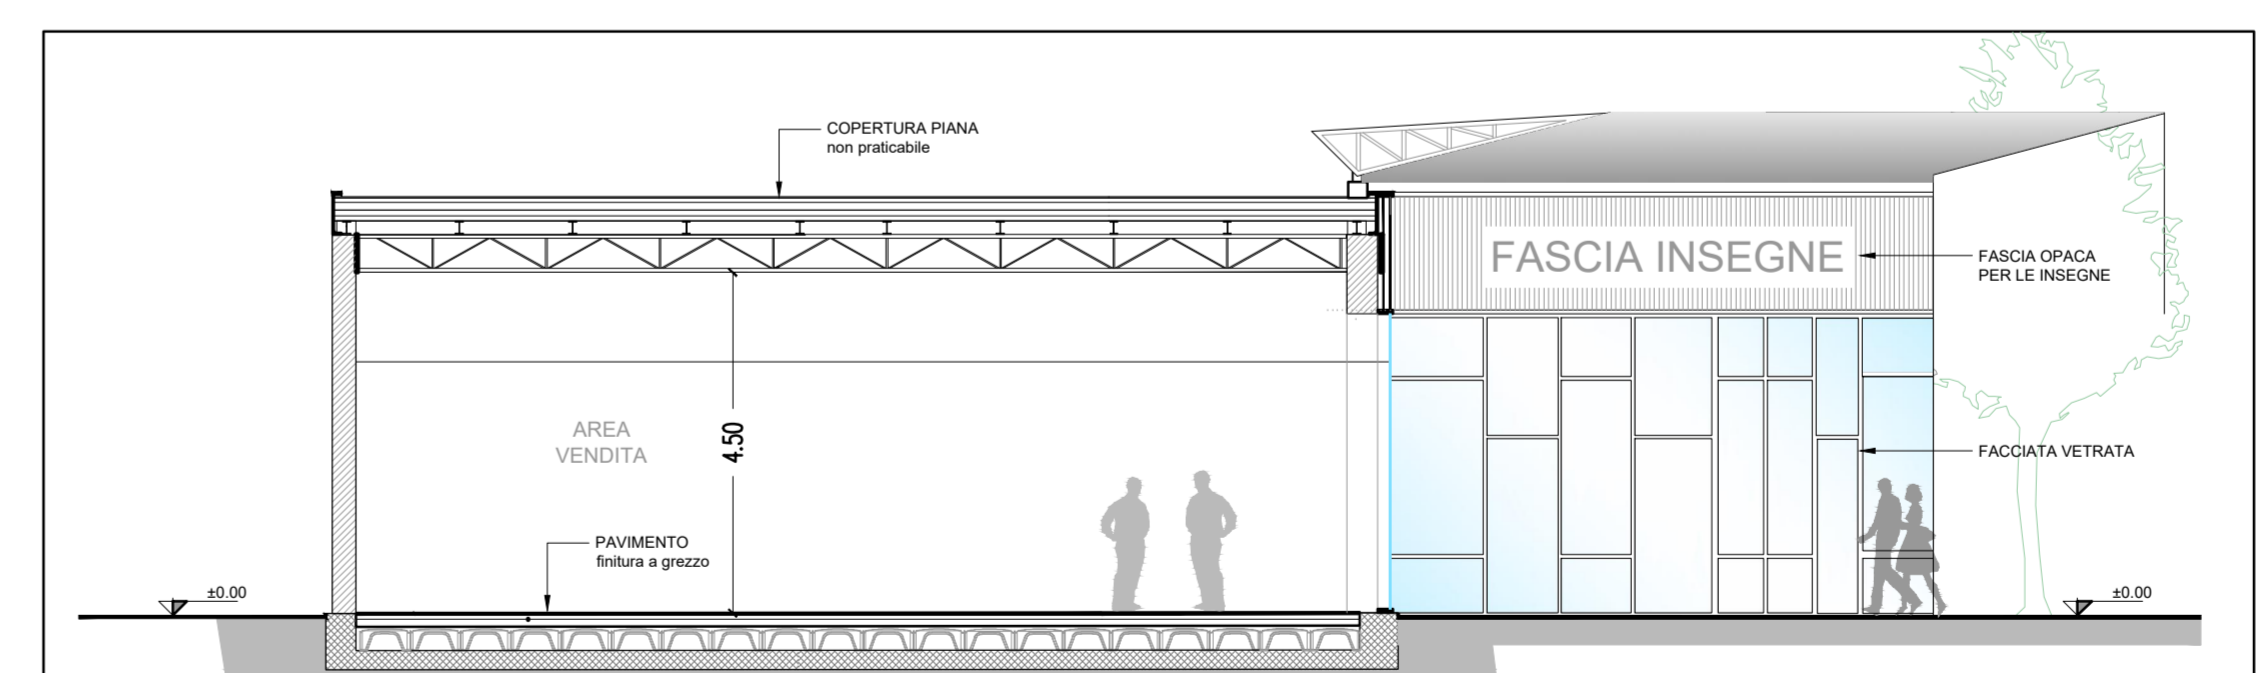 COPERTURA PIANA
non praticabile
FASCIA INSEGNE
FASCIA OPACA
PER LE INSEGNE
AREA
VENDITA
4.50
FACCIATA VETRATA
PAVIMENTO
finitura a grezzo
±0.00
±0.00